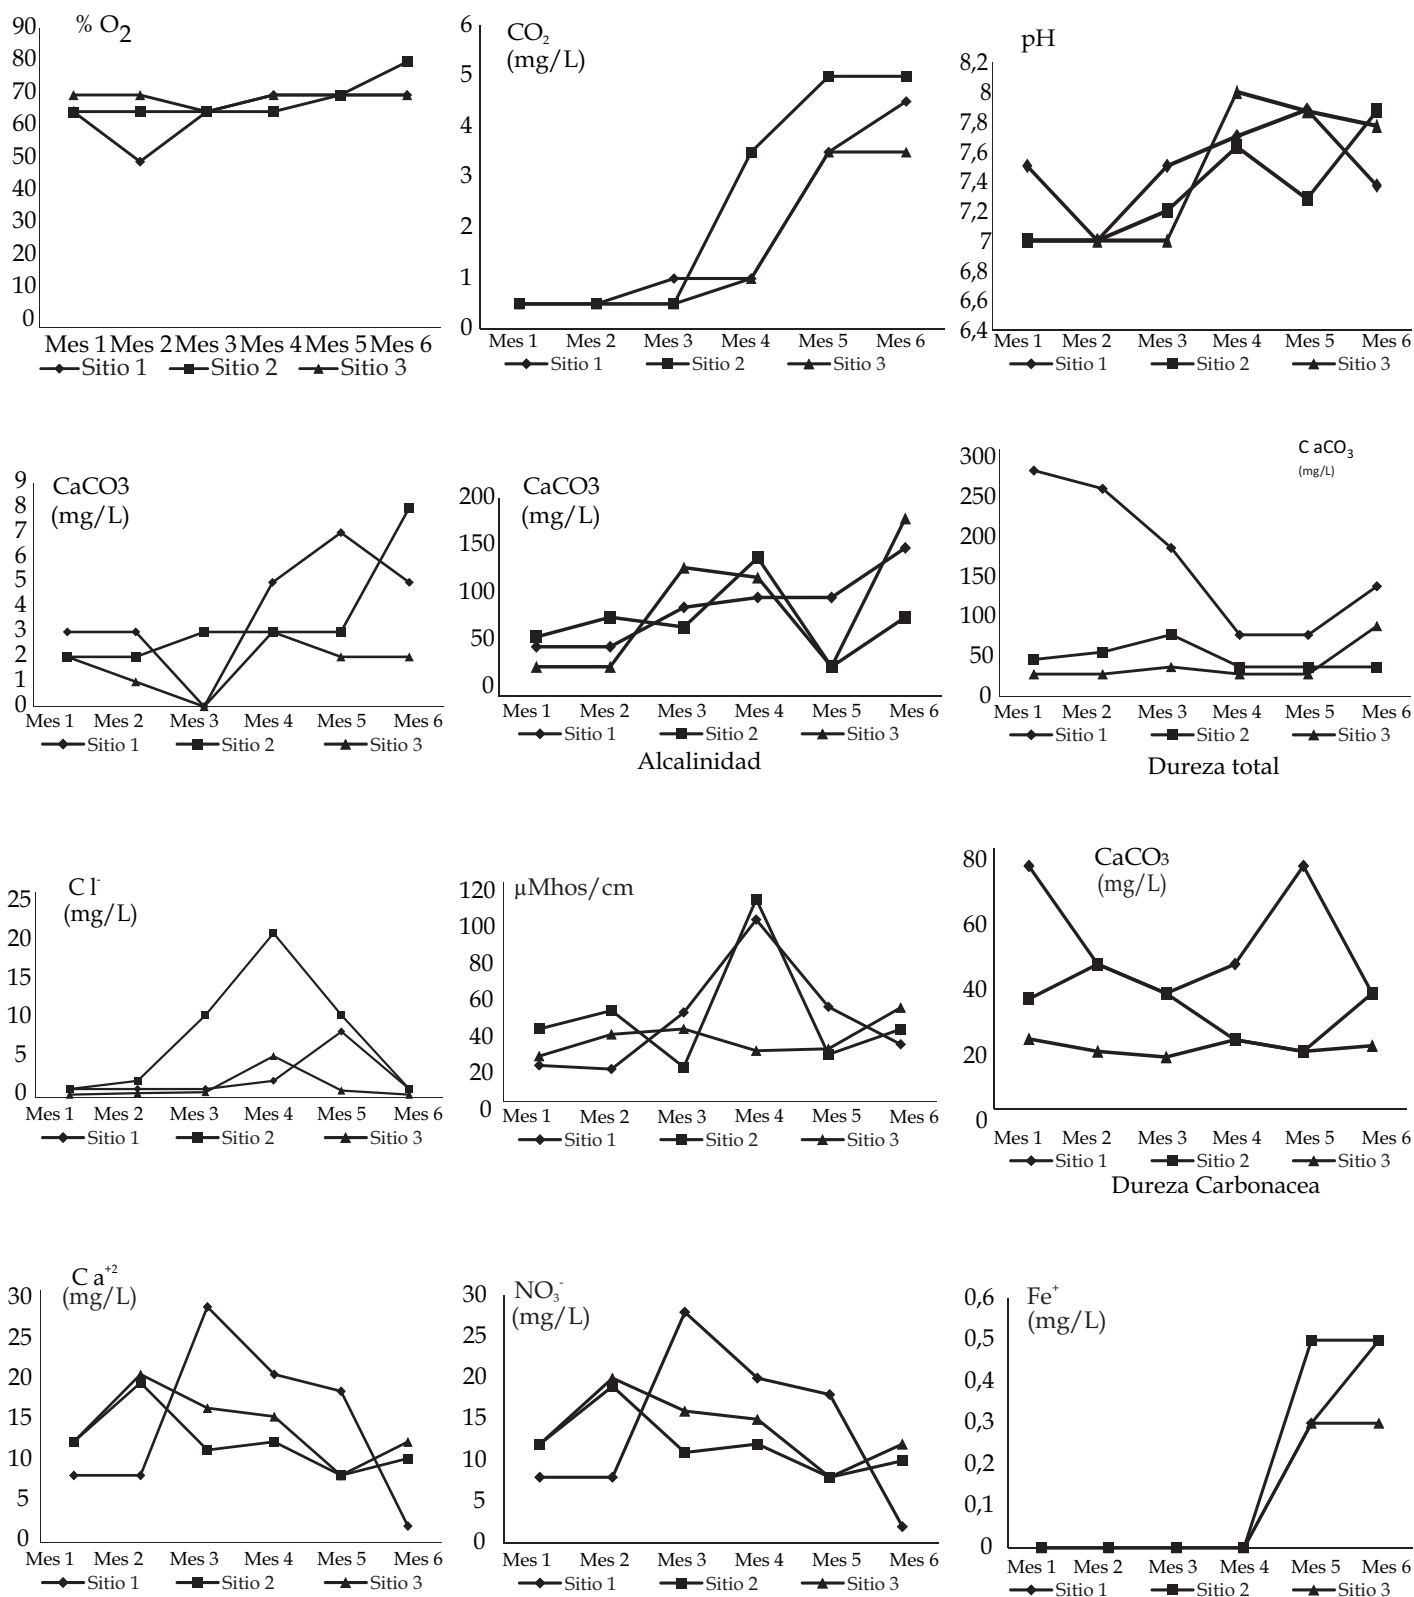 % O2
90
80
70
60
50
40
30
20
10
0
Mes 1 Mes 2 Mes 3 Mes 4 Mes 5 Mes 6
Sitio 1 Sitio 2 Sitio 3
CO2
(mg/L)
6
5
4
3
2
1
0
Mes 1 Mes 2 Mes 3 Mes 4 Mes 5 Mes 6
Sitio 1 Sitio 2 Sitio 3
pH
8,2
8
7,8
7,6
7,4
7,2
7
6,8
6,6
6,4
Mes 1 Mes 2 Mes 3 Mes 4 Mes 5 Mes 6
Sitio 1 Sitio 2 Sitio 3
CaCO3
(mg/L)
9
8
7
6
5
4
3
2
1
0
Mes 1 Mes 2 Mes 3 Mes 4 Mes 5 Mes 6
Sitio 1 Sitio 2 Sitio 3
CaCO3
(mg/L)
200
150
100
50
0
Mes 1 Mes 2 Mes 3 Mes 4 Mes 5 Mes 6
Sitio 1 Sitio 2 Sitio 3
Alcalinidad
C aCO3
(mg/L)
300
250
200
150
100
50
0
Mes 1 Mes 2 Mes 3 Mes 4 Mes 5 Mes 6
Sitio 1 Sitio 2 Sitio 3
Dureza total
C l-
(mg/L)
25
20
15
10
5
0
Mes 1 Mes 2 Mes 3 Mes 4 Mes 5 Mes 6
Sitio 1 Sitio 2 Sitio 3
µMhos/cm
120
100
80
60
40
20
0
Mes 1 Mes 2 Mes 3 Mes 4 Mes 5 Mes 6
Sitio 1 Sitio 2 Sitio 3
CaCO3
(mg/L)
80
60
40
20
0
Mes 1 Mes 2 Mes 3 Mes 4 Mes 5 Mes 6
Sitio 1 Sitio 2 Sitio 3
Dureza Carbonacea
C a+2
(mg/L)
30
25
20
15
10
5
0
Mes 1 Mes 2 Mes 3 Mes 4 Mes 5 Mes 6
Sitio 1 Sitio 2 Sitio 3
NO3-
(mg/L)
30
25
20
15
10
5
0
Mes 1 Mes 2 Mes 3 Mes 4 Mes 5 Mes 6
Sitio 1 Sitio 2 Sitio 3
Fe+
(mg/L)
0,6
0,5
0,4
0,3
0,2
0,1
0
Mes 1 Mes 2 Mes 3 Mes 4 Mes 5 Mes 6
Sitio 1 Sitio 2 Sitio 3